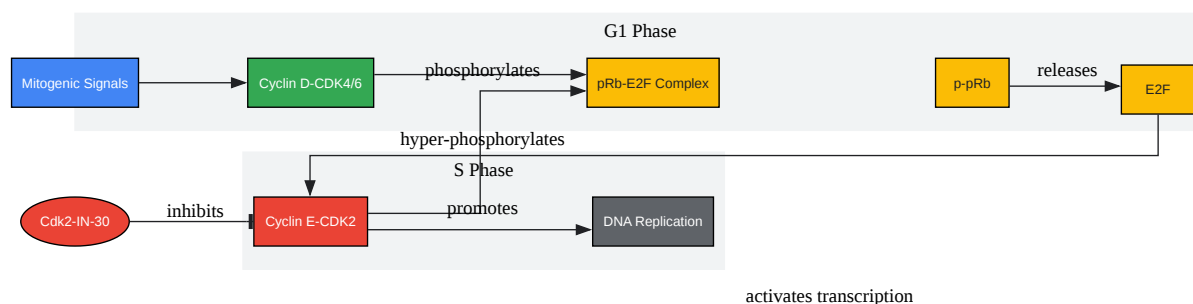 G1 Phase
Mitogenic Signals
Cyclin D-CDK4/6
phosphorylates
pRb-E2F Complex
p-pRb
releases
E2F
hyper-phosphorylates
S Phase
Cdk2-IN-30
inhibits
Cyclin E-CDK2
promotes
DNA Replication
activates transcription